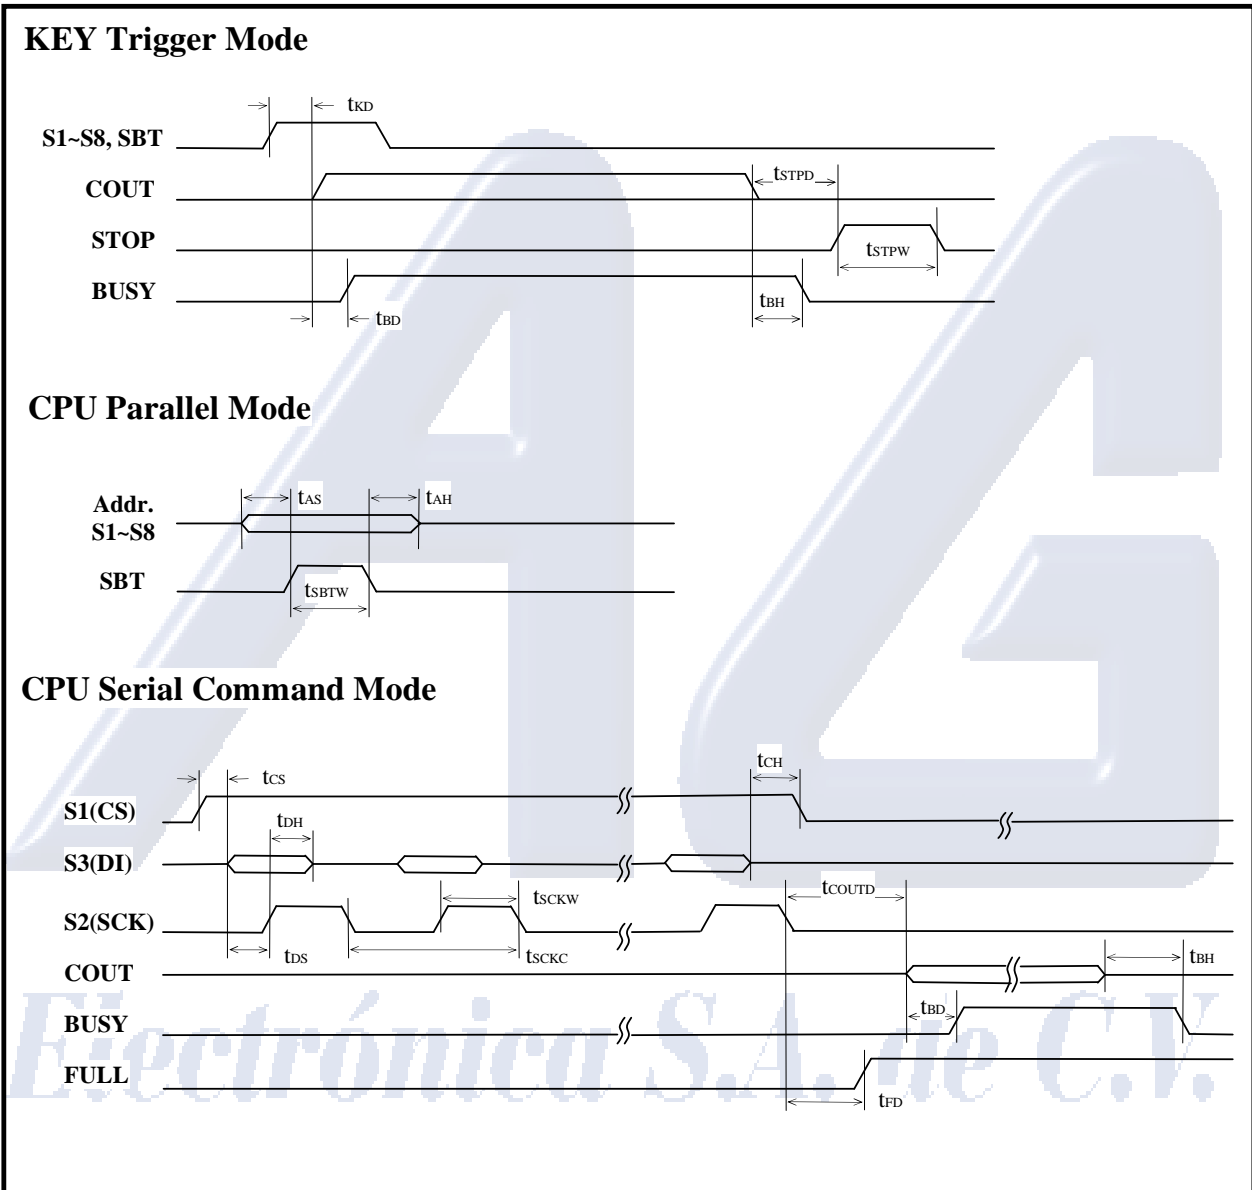 KEY Trigger Mode
tKD
S1~S8, SBT
COUT
tSTPD
STOP
tSTPW
BUSY
tBH
tBD
CPU Parallel Mode
Addr.
S1~S8
tAS
tAH
SBT
tSBTW
CPU Serial Command Mode
tCS
tCH
S1(CS)
tDH
S3(DI)
tCOUTD
tSCKW
S2(SCK)
tDS
tSCKC
COUT
tBH
tBD
BUSY
FULL
tFD
AG
Electrónica S.A. de C.V.